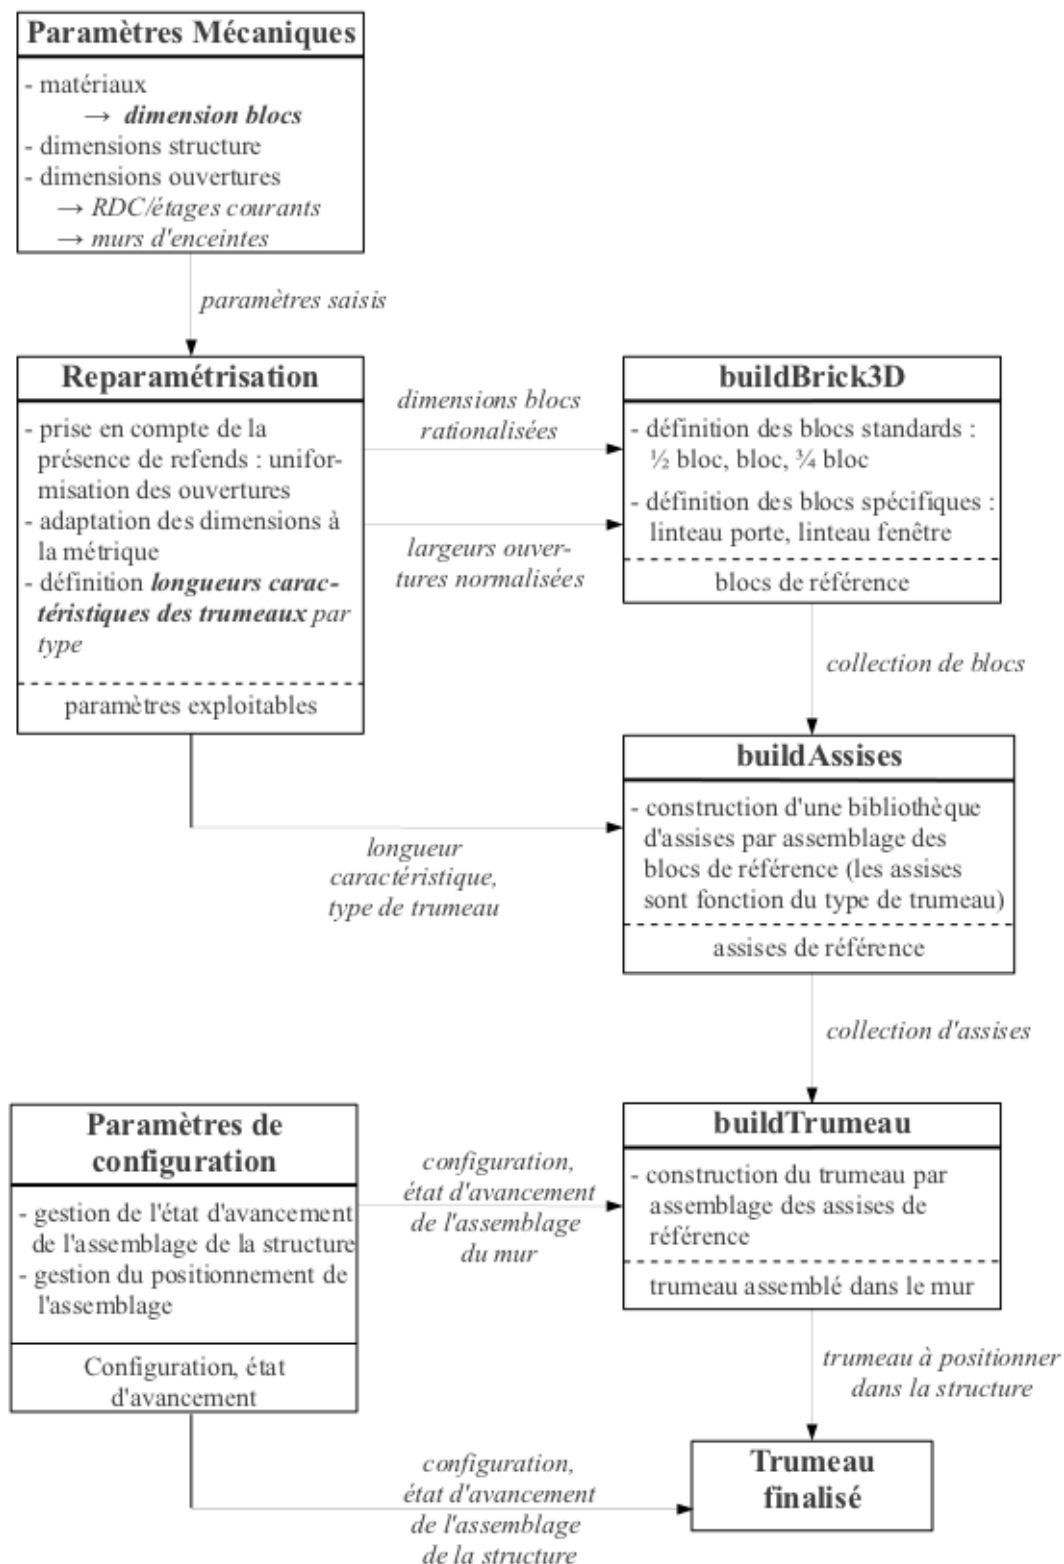 Paramètres Mécaniques
- matériaux
→ dimension blocs
- dimensions structure
- dimensions ouvertures
→ RDC/étages courants
→ murs d'enceintes
paramètres saisis
Reparamétrisation
- prise en compte de la
présence de refends : unifor-
misation des ouvertures
- adaptation des dimensions à
la métrique
- définition longueurs carac-
téristiques des trumeaux par
type
paramètres exploitables
dimensions blocs
rationalisées
largeurs ouver-
tures normalisées
buildBrick3D
- définition des blocs standards :
½ bloc, bloc, ¾ bloc
- définition des blocs spécifiques :
linteau porte, linteau fenêtre
blocs de référence
collection de blocs
longueur
caractéristique,
type de trumeau
buildAssises
- construction d'une bibliothèque
d'assises par assemblage des
blocs de référence (les assises
sont fonction du type de trumeau)
assises de référence
collection d'assises
Paramètres de
configuration
- gestion de l'état d'avancement
de l'assemblage de la structure
- gestion du positionnement de
l'assemblage
Configuration, état
d'avancement
configuration,
état d'avancement
de l'assemblage
du mur
buildTrumeau
- construction du trumeau par
assemblage des assises de
référence
trumeau assemblé dans le mur
trumeau à positionner
dans la structure
configuration,
état d'avancement
de l'assemblage
de la structure
Trumeau
finalisé